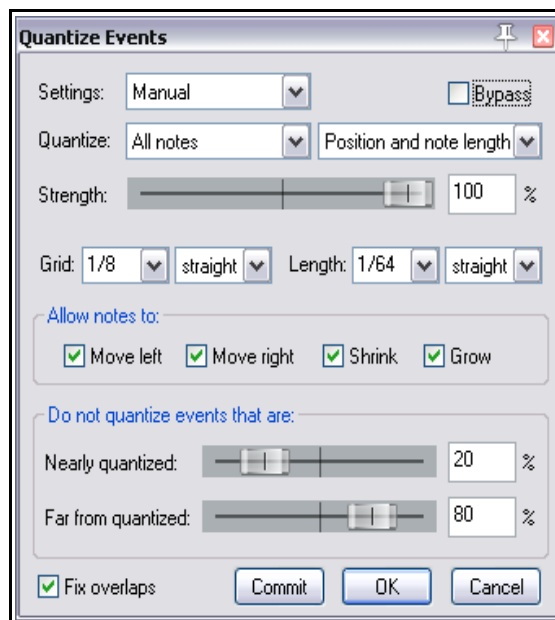 Quantize Events
Settings: Manual Bypass
Quantize: All notes Position and note length
Strength: 100 %
Grid: 1/8 straight Length: 1/64 straight
Allow notes to:
Move left Move right Shrink Grow
Do not quantize events that are:
Nearly quantized: 20 %
Far from quantized: 80 %
Fix overlaps Commit OK Cancel